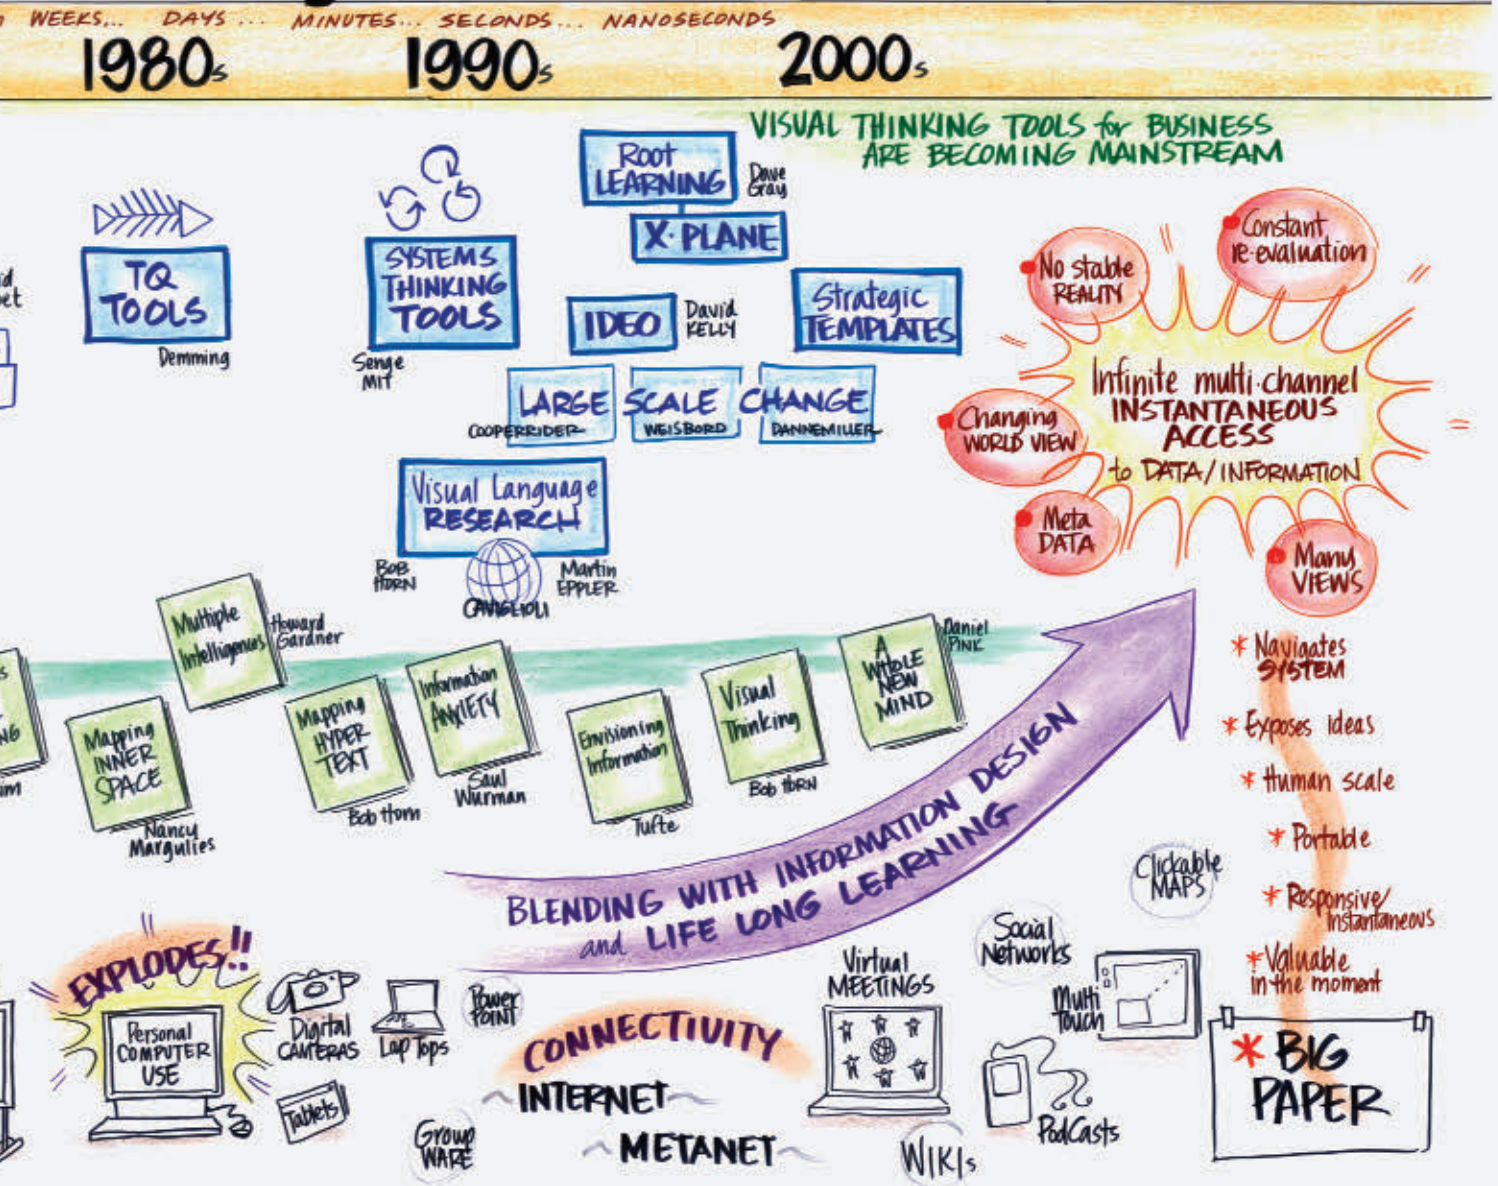 WEEKS... DAYS... MINUTES... SECONDS... NANOSECONDS
1980s 1990s 2000s
VISUAL THINKING TOOLS for BUSINESS
ARE BECOMING MAINSTREAM
TQ
TOOLS
Demming
SYSTEMS
THINKING
TOOLS
Senge
MIT
ROOT
LEARNING
Dave
Gray
X·PLANE
IDEO
David
KELLY
Strategic
TEMPLATES
LARGE SCALE CHANGE
COOPERRIDER WEISBORD DANNEMILLER
Visual Language
RESEARCH
BOB
HORN
CAVIGLIOLI
Martin
EPPLER
No stable
REALITY
Constant
re-evaluation
Changing
WORLD VIEW
Meta
DATA
Many
VIEWS
Infinite multi·channel
INSTANTANEOUS
ACCESS
to DATA/INFORMATION
Multiple
Intelligences
Howard
Gardner
Mapping
INNER
SPACE
Nancy
Margulies
Mapping
HYPER
TEXT
Bob Horn
Information
ANXIETY
Saul
Wurman
Envisioning
Information
Tufte
Visual
Thinking
Bob HORN
A
WHOLE
NEW
MIND
Daniel
PINK
BLENDING WITH INFORMATION DESIGN
and LIFE LONG LEARNING
* Navigates
SYSTEM
* Exposes ideas
* Human scale
* Portable
* Responsive/
Instantaneous
* Valuable
in the moment
* BIG
PAPER
EXPLODES!!
Personal
COMPUTER
USE
Digital
CAMERAS
Lap Tops
Tablets
Power
POINT
Group
WARE
CONNECTIVITY
INTERNET
METANET
Virtual
MEETINGS
Social
Networks
Clickable
MAPS
Multi
Touch
PodCasts
WIKIs